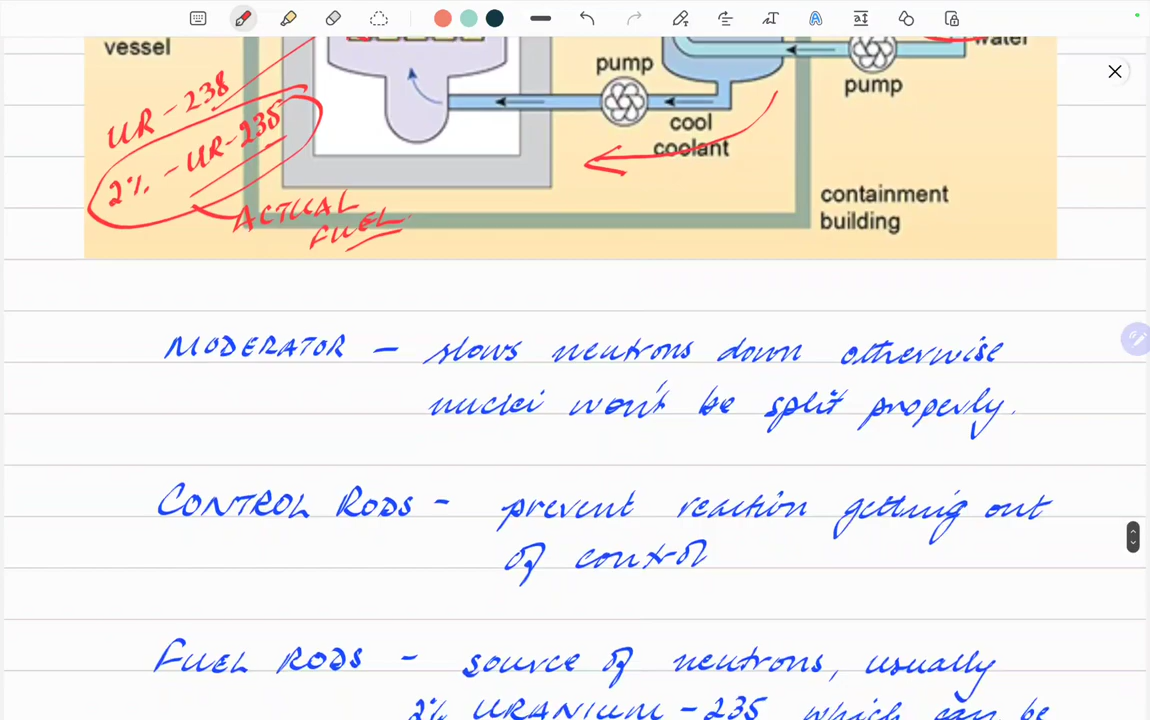 vessel
water
pump
pump
cool
coolant
UR - 238
2% - UR-235
ACTUAL
FUEL
containment
building
MODERATOR - slows neutrons down otherwise
nuclei won't be split properly.
CONTROL RODS - prevent reaction getting out
of control
FUEL RODS - source of neutrons, usually
2% URANIUM - 235 which can be